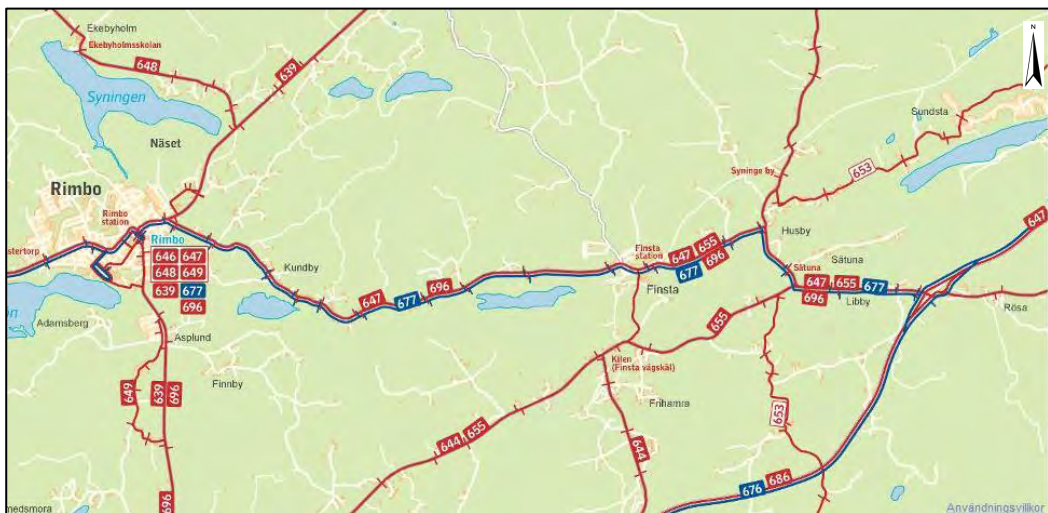 Ekebyholm
Ekebyholmsskolan
648
639
N
Syningen
Näset
Sundsta
Syninge by
653
Rimbo
Rimbo
station
stertorp
Rimbo
646 647
648 649
639 677
696
Kundby
647
677
696
Finsta
station
647 655
677 696
Finsta
Husby
Sätuna
Sätuna
647 655 677
696
Libby
647
Rösa
Adamsberg
Asplund
Finnby
649
639
696
655
Kilen
(Finsta vägskäl)
Frihamra
653
644 655
644
676 686
696
medsmora
Användningsvillkor